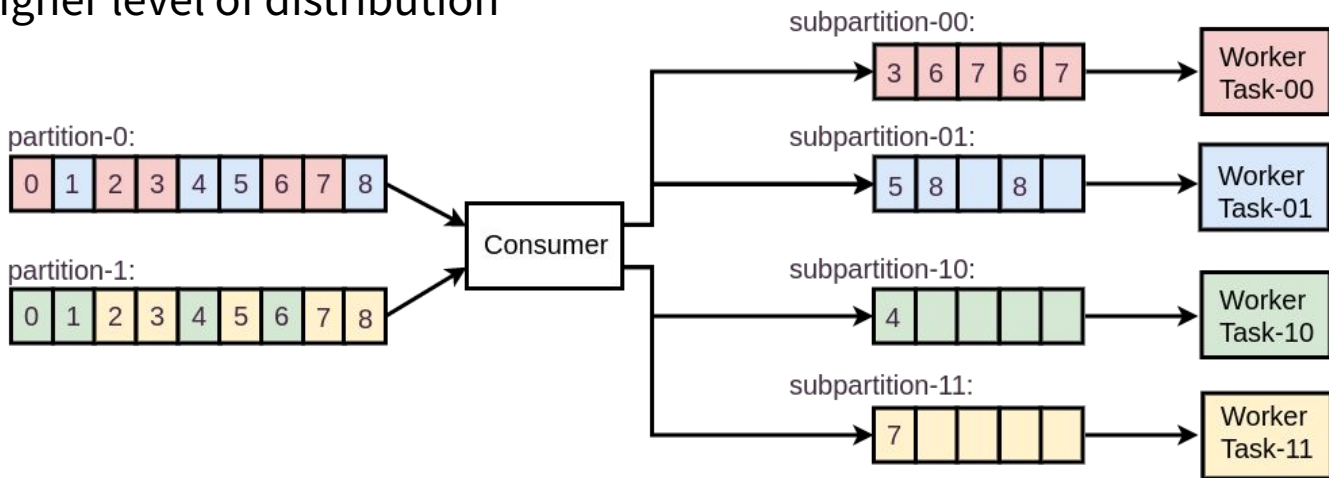 igher level of distribution
partition-0:
0 1 2 3 4 5 6 7 8
partition-1:
0 1 2 3 4 5 6 7 8
Consumer
subpartition-00:
3 6 7 6 7
Worker
Task-00
subpartition-01:
5 8 8
Worker
Task-01
subpartition-10:
4
Worker
Task-10
subpartition-11:
7
Worker
Task-11